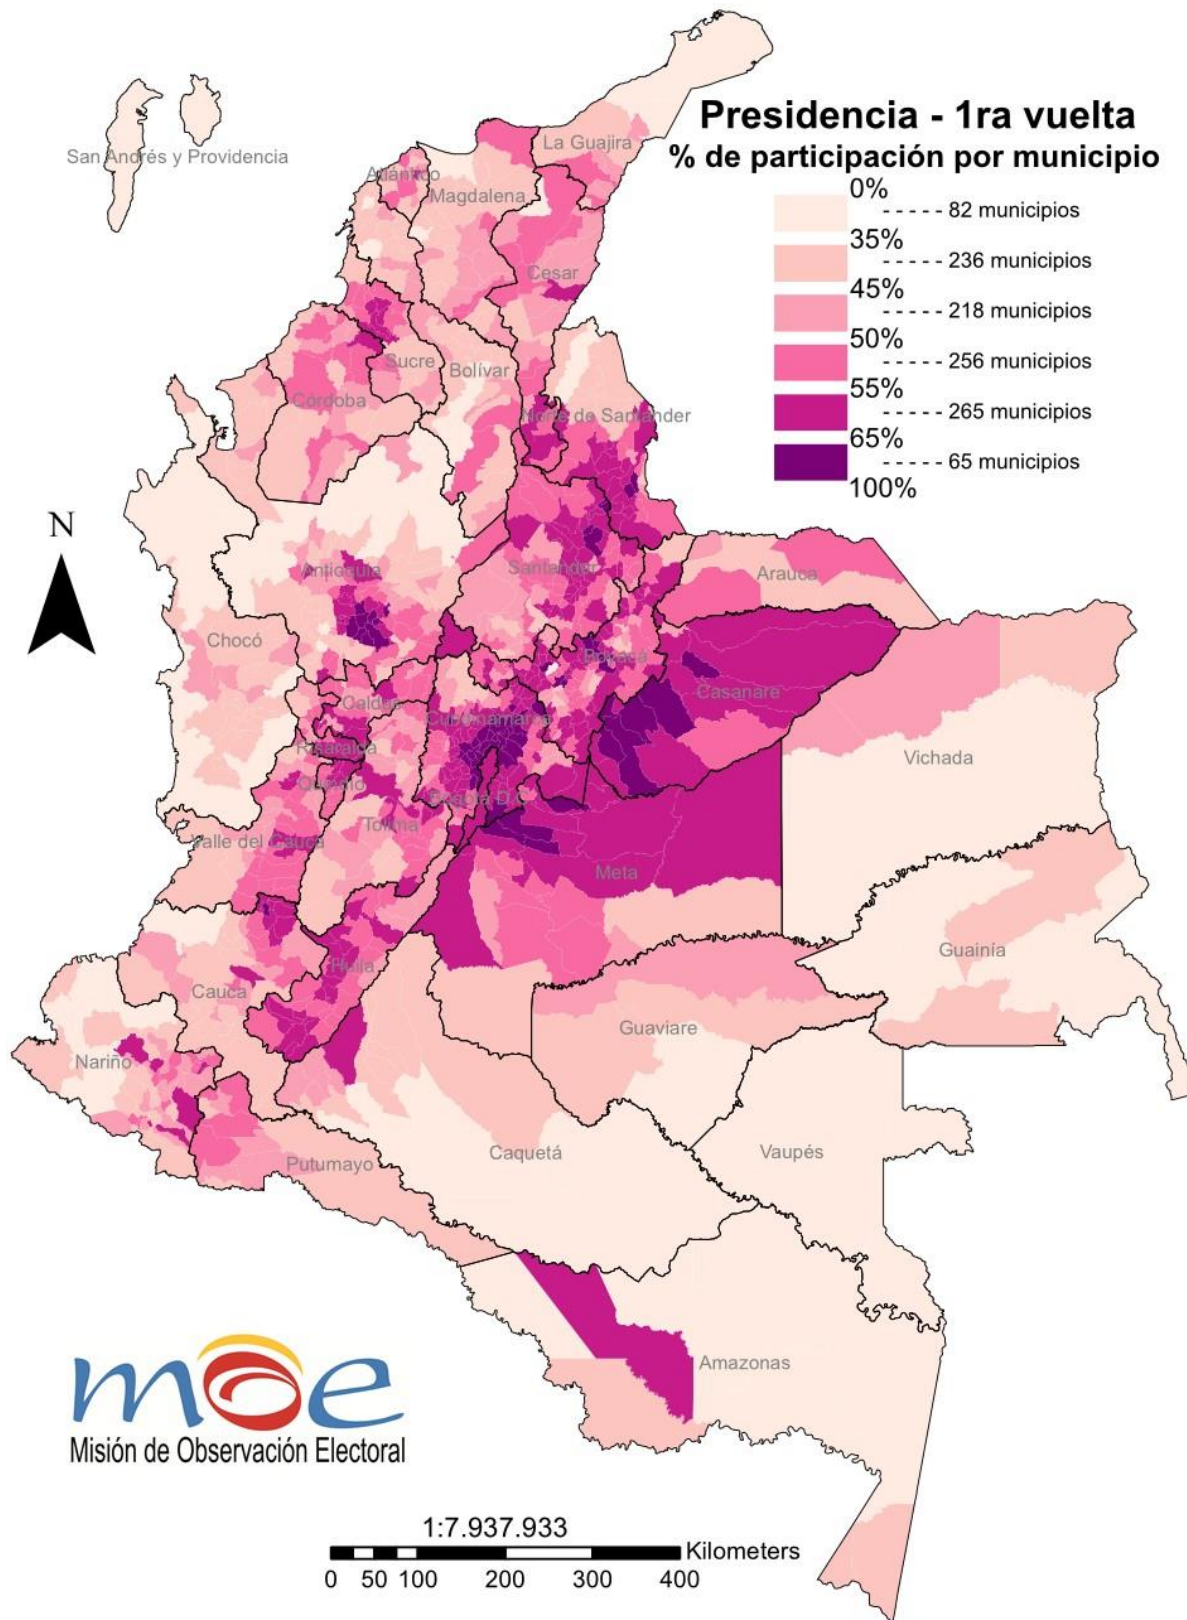 Presidencia - 1ra vuelta
% de participación por municipio
0%
82 municipios
35%
236 municipios
45%
218 municipios
50%
256 municipios
55%
265 municipios
65%
65 municipios
100%
San Andrés y Providencia
La Guajira
Atlántico
Magdalena
Cesar
Sucre
Bolívar
Córdoba
Norte de Santander
N
Antioquia
Santander
Arauca
Chocó
Boyacá
Casanare
Caldas
Cundinamarca
Risaralda
Vichada
Quindío
Bogotá D.C.
Tolima
Valle del Cauca
Meta
Guainía
Huila
Cauca
Guaviare
Nariño
Caquetá
Vaupés
Putumayo
Amazonas
moe
Misión de Observación Electoral
1:7.937.933
Kilometers
0 50 100 200 300 400